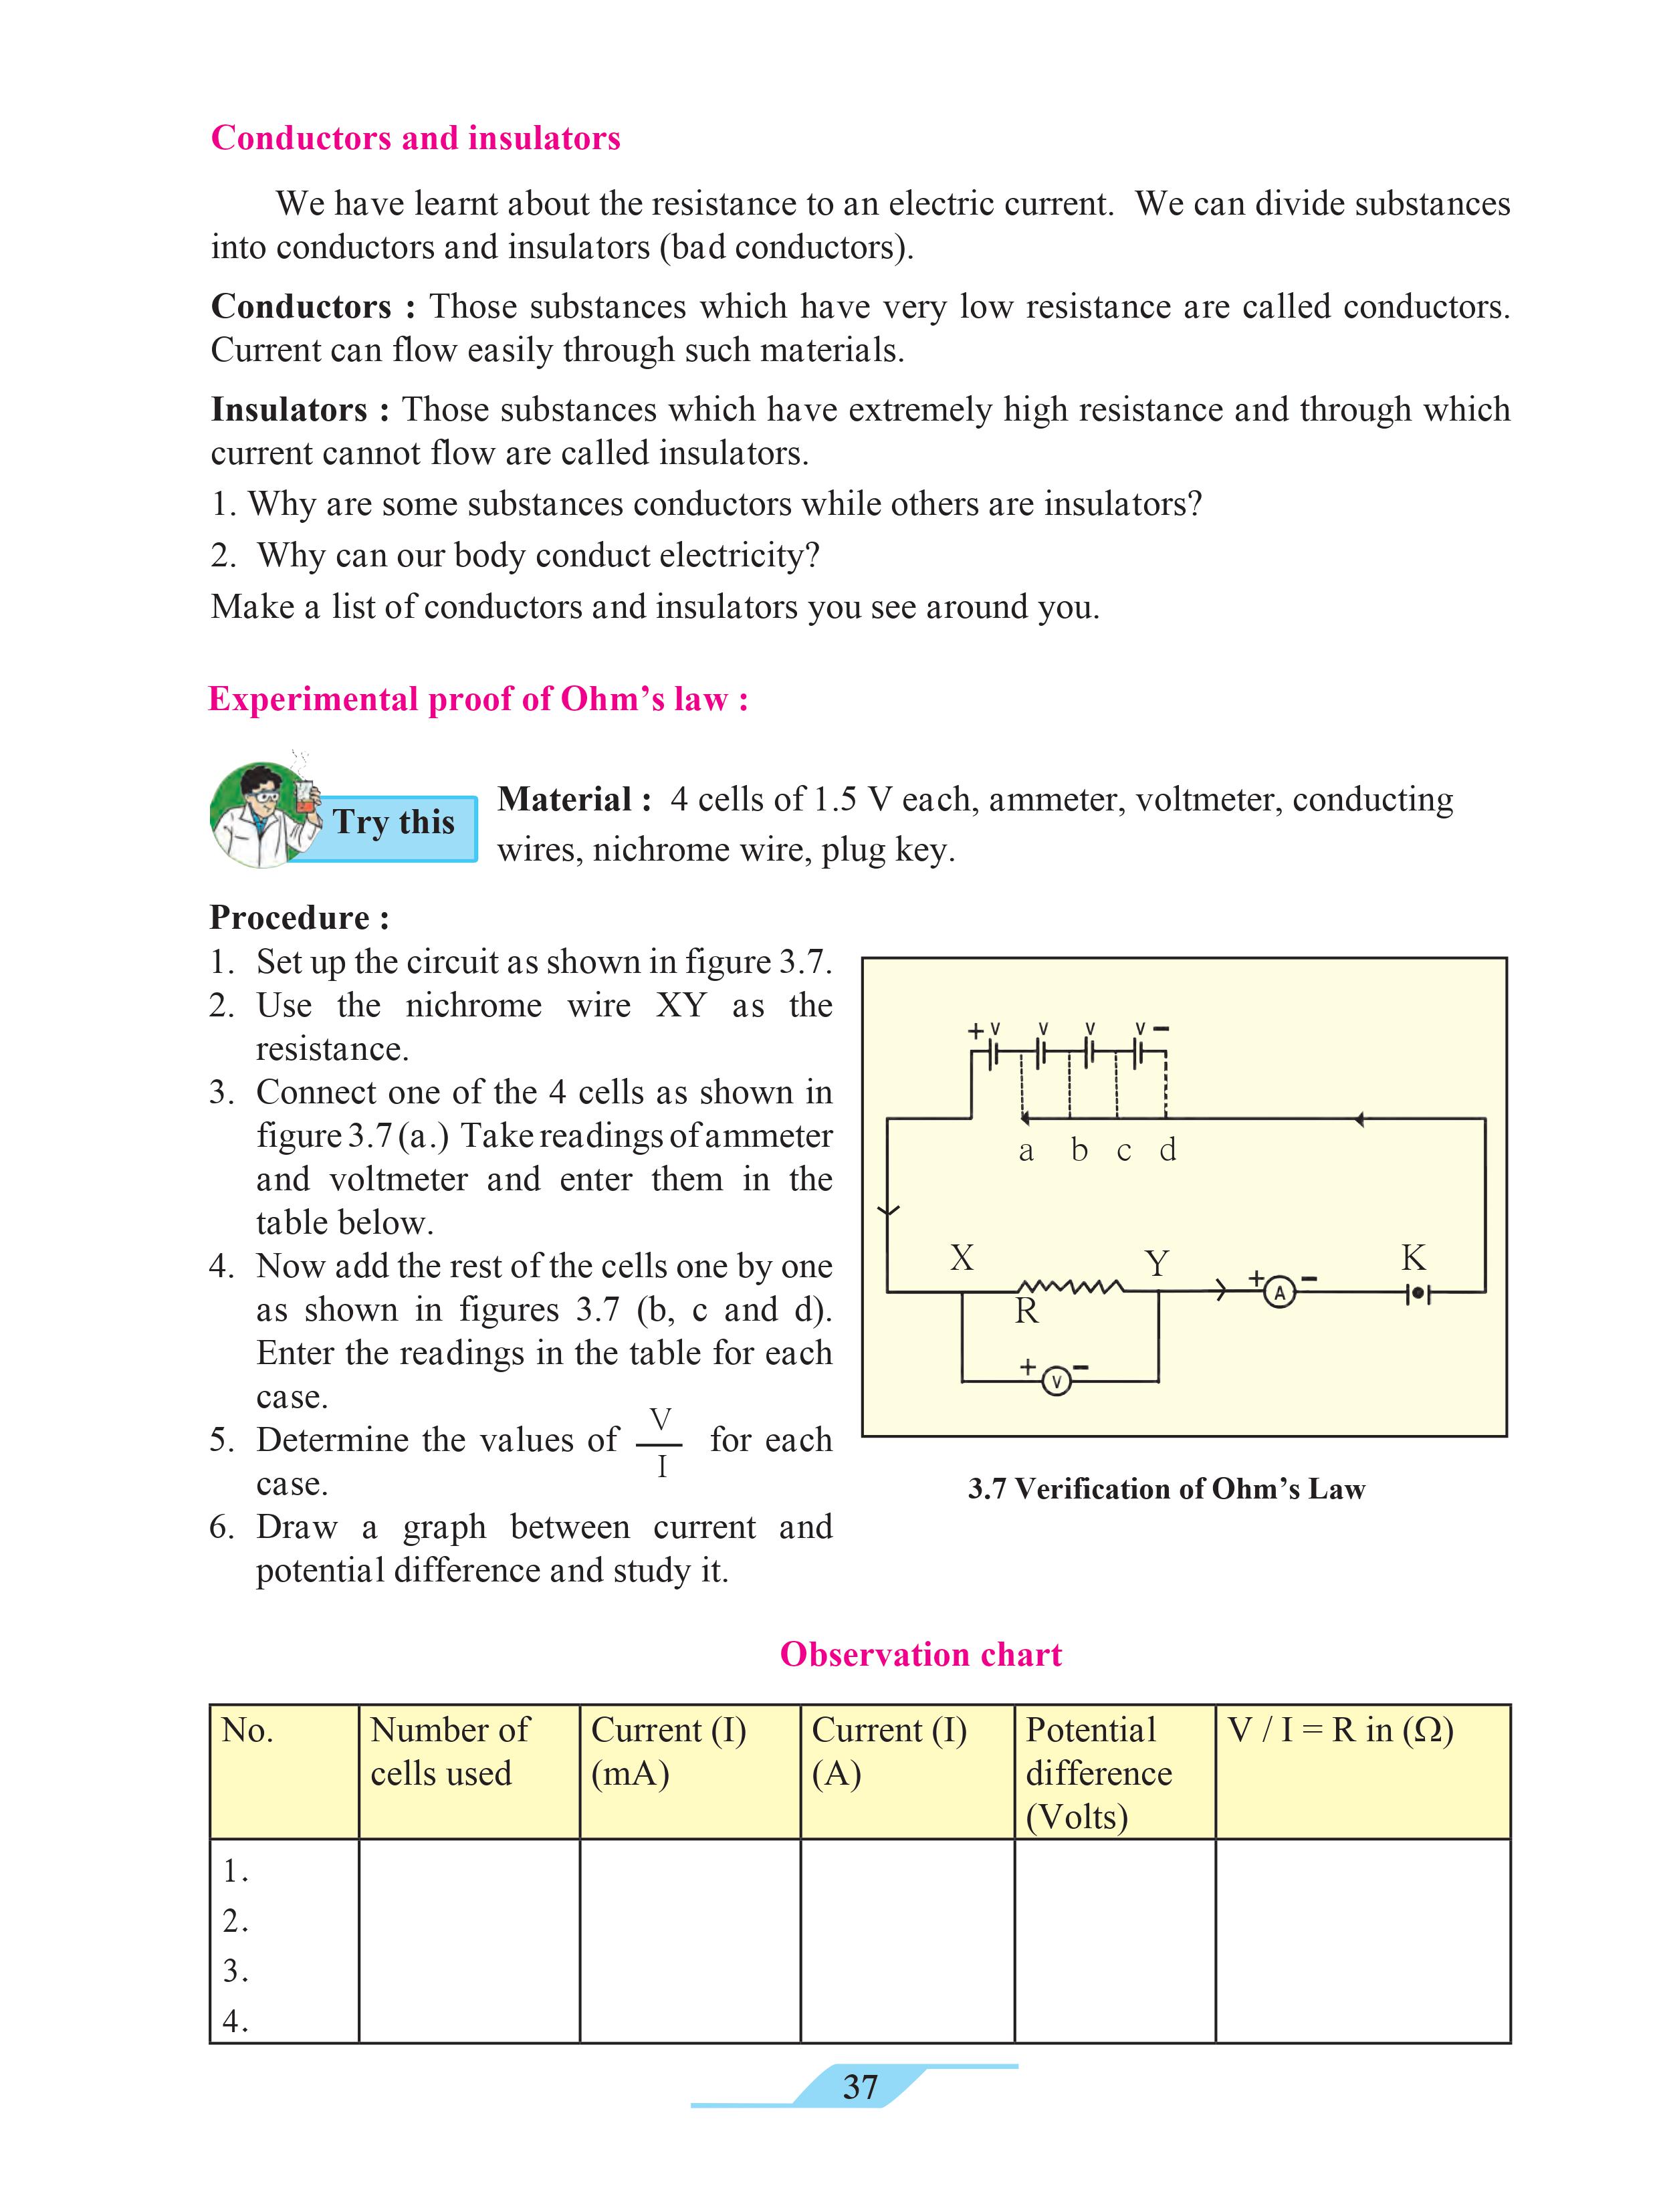 Conductors and insulators
We have learnt about the resistance to an electric current. We can divide substances
into conductors and insulators (bad conductors).
Conductors : Those substances which have very low resistance are called conductors.
Current can flow easily through such materials.
Insulators : Those substances which have extremely high resistance and through which
current cannot flow are called insulators.
1. Why are some substances conductors while others are insulators?
2. Why can our body conduct electricity?
Make a list of conductors and insulators you see around you.
Experimental proof of Ohm’s law :
Try this
Material : 4 cells of 1.5 V each, ammeter, voltmeter, conducting
wires, nichrome wire, plug key.
Procedure :
1. Set up the circuit as shown in figure 3.7.
2. Use the nichrome wire XY as the
resistance.
3. Connect one of the 4 cells as shown in
figure 3.7 (a.) Take readings of ammeter
and voltmeter and enter them in the
table below.
4. Now add the rest of the cells one by one
as shown in figures 3.7 (b, c and d).
Enter the readings in the table for each
case.
5. Determine the values of V/I for each
case.
6. Draw a graph between current and
potential difference and study it.
+ v v v v −
a b c d
X Y K
R + A −
+ V −
3.7 Verification of Ohm’s Law
Observation chart
No. Number of Current (I) Current (I) Potential V / I = R in (Ω)
cells used (mA) (A) difference
(Volts)
1.
2.
3.
4.
37